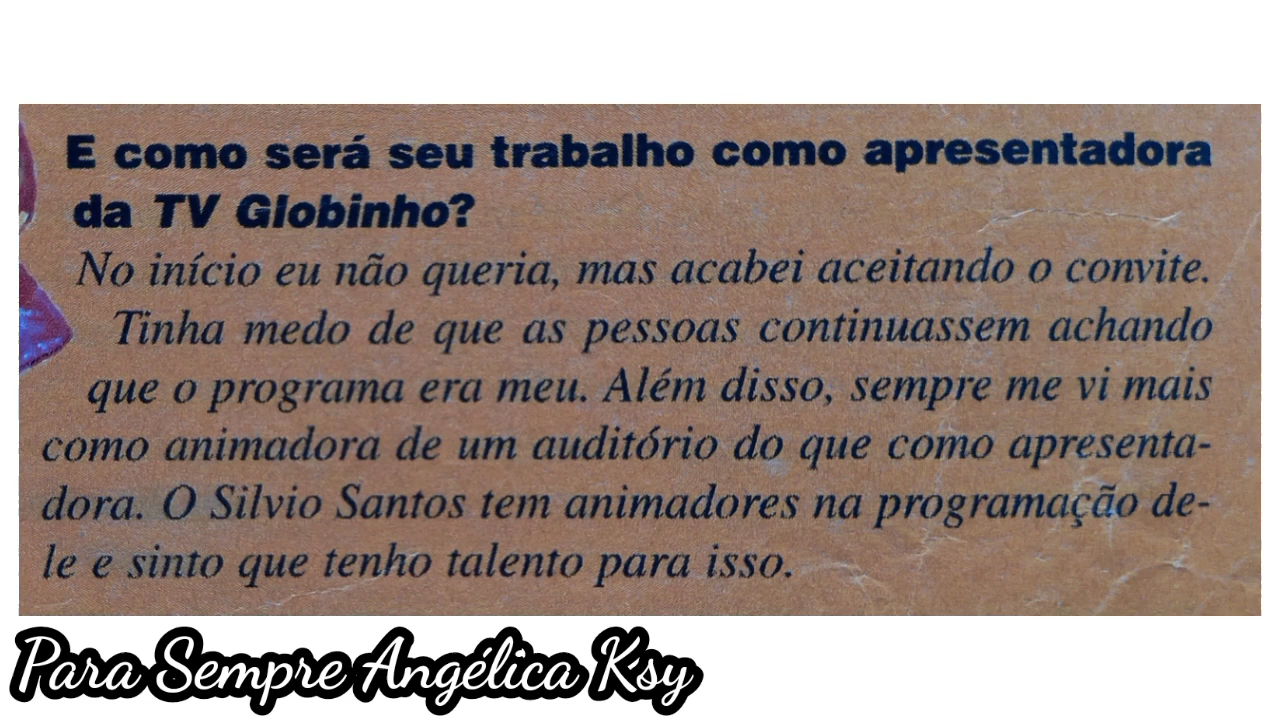 E como será seu trabalho como apresentadora
da TV Globinho?
No início eu não queria, mas acabei aceitando o convite.
Tinha medo de que as pessoas continuassem achando
que o programa era meu. Além disso, sempre me vi mais
como animadora de um auditório do que como apresenta-
dora. O Silvio Santos tem animadores na programação de-
le e sinto que tenho talento para isso.
Para Sempre Angélica Ksy